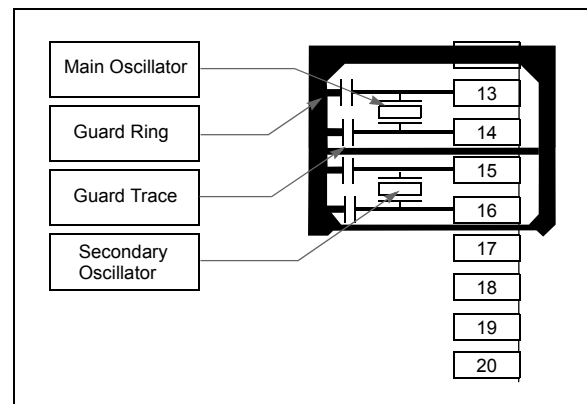 Main Oscillator
Guard Ring
Guard Trace
Secondary
Oscillator
13
14
15
16
17
18
19
20